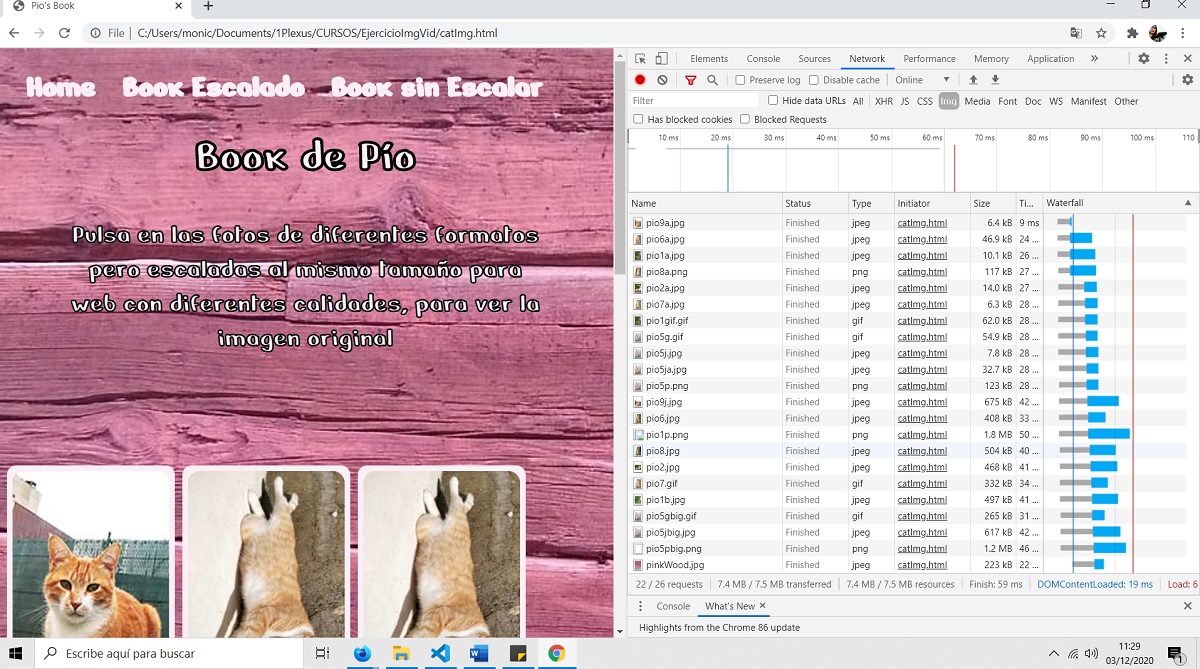 Pio's Book
File | C:/Users/monic/Documents/1Plexus/CURSOS/EjercicioImgVid/catImg.html
Home Book Escalado Book sin Escalar
Book de Pío
Pulsa en las fotos de diferentes formatos
pero escaladas al mismo tamaño para
web con diferentes calidades, para ver la
imagen original
Elements Console Sources Network Performance Memory Application »
Preserve log Disable cache Online
Filter Hide data URLs All XHR JS CSS Img Media Font Doc WS Manifest Other
Has blocked cookies Blocked Requests
10 ms 20 ms 30 ms 40 ms 50 ms 60 ms 70 ms 80 ms 90 ms 100 ms 110
Name Status Type Initiator Size Ti... Waterfall
pio9a.jpg Finished jpeg catImg.html 6.4 kB 9 ms
pio6a.jpg Finished jpeg catImg.html 46.9 kB 24 ...
pio1a.jpg Finished jpeg catImg.html 10.1 kB 26 ...
pio8a.png Finished png catImg.html 117 kB 27 ...
pio2a.jpg Finished jpeg catImg.html 14.0 kB 27 ...
pio7a.jpg Finished jpeg catImg.html 6.3 kB 28 ...
pio1gif.gif Finished gif catImg.html 62.0 kB 28 ...
pio5g.gif Finished gif catImg.html 54.9 kB 28 ...
pio5j.jpg Finished jpeg catImg.html 7.8 kB 28 ...
pio5ja.jpg Finished jpeg catImg.html 32.7 kB 28 ...
pio5p.png Finished png catImg.html 123 kB 28 ...
pio9j.jpg Finished jpeg catImg.html 675 kB 42 ...
pio6.jpg Finished jpeg catImg.html 408 kB 33 ...
pio1p.png Finished png catImg.html 1.8 MB 50 ...
pio8.jpg Finished jpeg catImg.html 504 kB 40 ...
pio2.jpg Finished jpeg catImg.html 468 kB 41 ...
pio7.gif Finished gif catImg.html 332 kB 34 ...
pio1b.jpg Finished jpeg catImg.html 497 kB 41 ...
pio5gbig.gif Finished gif catImg.html 265 kB 31 ...
pio5jbig.jpg Finished jpeg catImg.html 617 kB 42 ...
pio5pbig.png Finished png catImg.html 1.2 MB 46 ...
pinkWood.jpg Finished jpeg catImg.html 223 kB 22 ...
22 / 26 requests 7.4 MB / 7.5 MB transferred 7.4 MB / 7.5 MB resources Finish: 59 ms DOMContentLoaded: 19 ms Load: 6
Console What's New
Highlights from the Chrome 86 update
Escribe aquí para buscar
11:29
03/12/2020
1